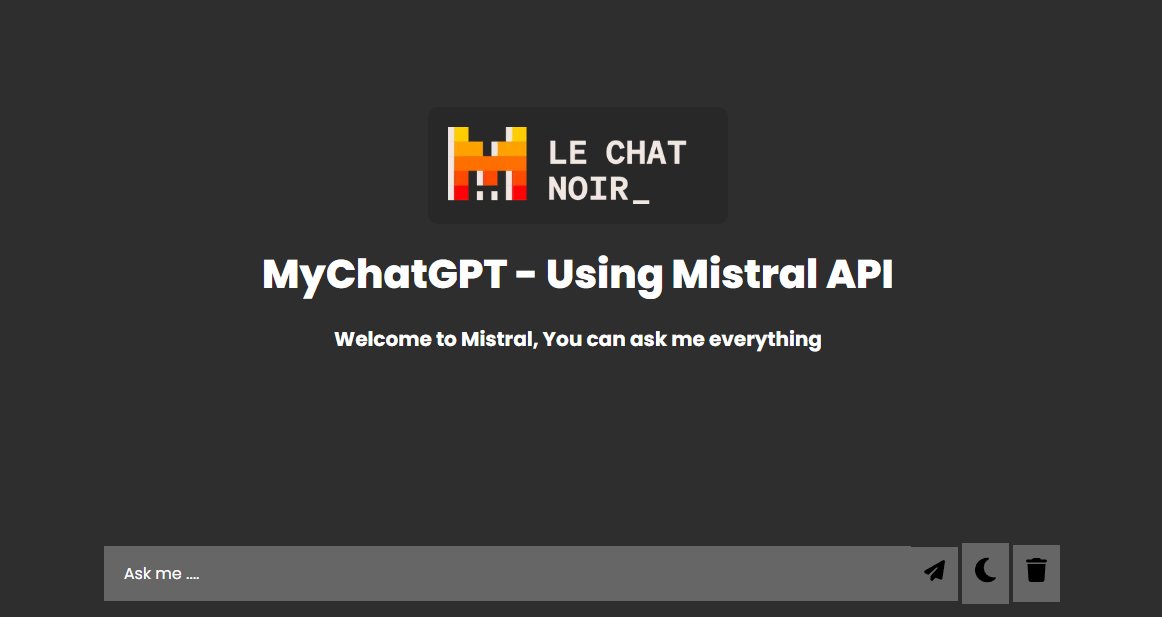 LE CHAT
NOIR_
MyChatGPT - Using Mistral API
Welcome to Mistral, You can ask me everything
Ask me ....